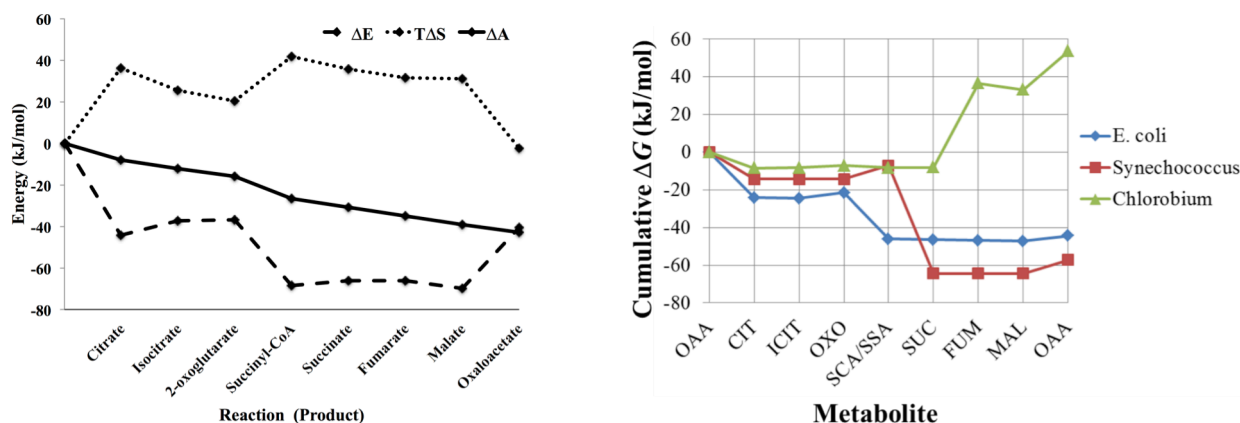 60
40
20
0
-20
-40
-60
-80
Energy (kJ/mol)
ΔE TΔS ΔA
Citrate
Isocitrate
2-oxoglutarate
Succinyl-CoA
Succinate
Fumarate
Malate
Oxaloacetate
Reaction (Product)
60
40
20
0
-20
-40
-60
-80
Cumulative ΔG (kJ/mol)
OAA
CIT
ICIT
OXO
SCA/SSA
SUC
FUM
MAL
OAA
Metabolite
E. coli
Synechococcus
Chlorobium